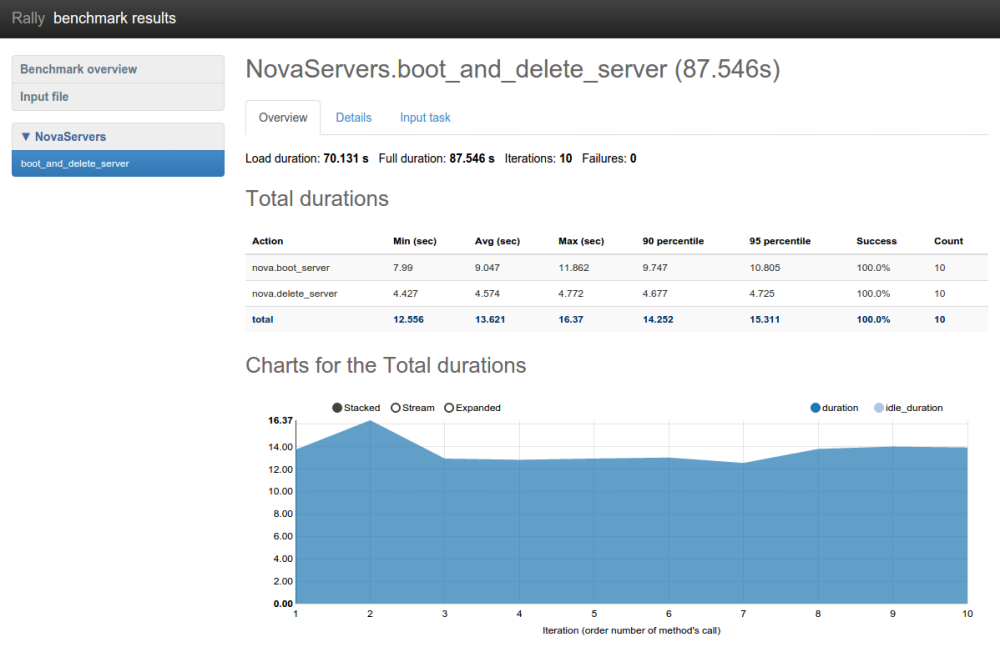 Rally benchmark results
Benchmark overview
Input file
▼ NovaServers
boot_and_delete_server
NovaServers.boot_and_delete_server (87.546s)
Overview Details Input task
Load duration: 70.131 s Full duration: 87.546 s Iterations: 10 Failures: 0
Total durations
Action Min (sec) Avg (sec) Max (sec) 90 percentile 95 percentile Success Count
nova.boot_server 7.99 9.047 11.862 9.747 10.805 100.0% 10
nova.delete_server 4.427 4.574 4.772 4.677 4.725 100.0% 10
total 12.556 13.621 16.37 14.252 15.311 100.0% 10
Charts for the Total durations
Stacked Stream Expanded duration idle_duration
16.37
14.00
12.00
10.00
8.00
6.00
4.00
2.00
0.00
1 2 3 4 5 6 7 8 9 10
Iteration (order number of method's call)